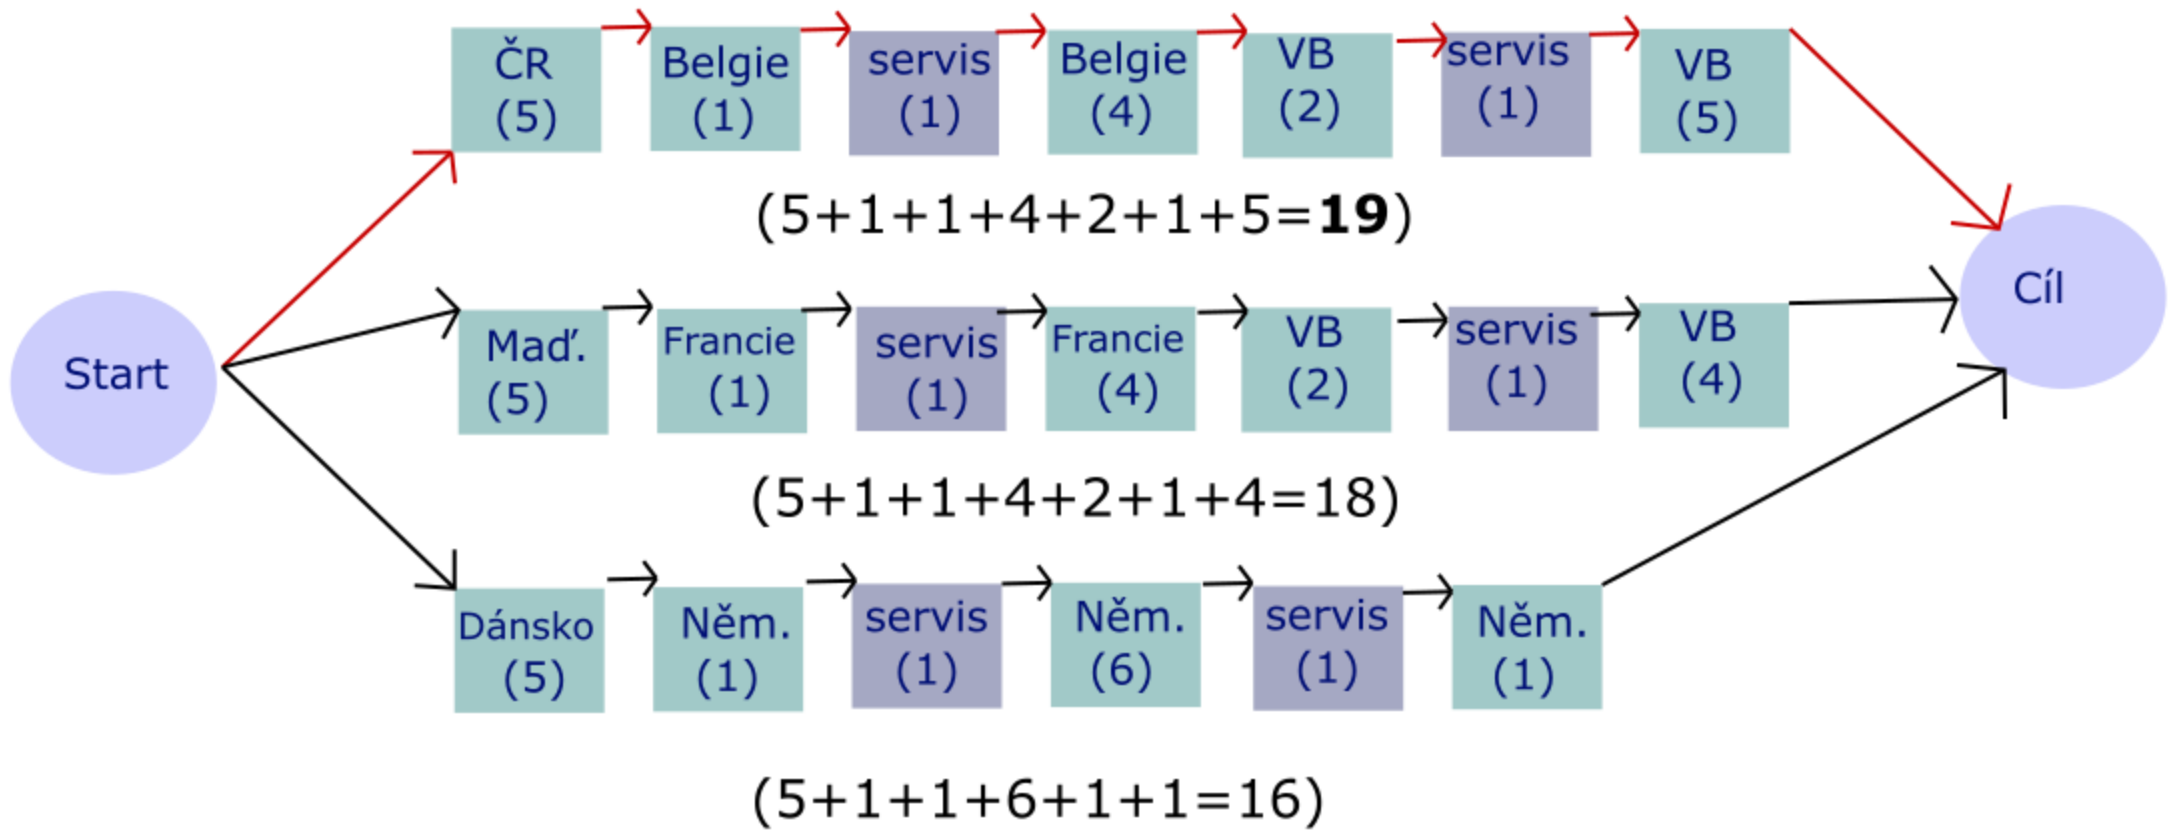 Start
ČR
(5)
Belgie
(1)
servis
(1)
Belgie
(4)
VB
(2)
servis
(1)
VB
(5)
(5+1+1+4+2+1+5=19)
Maď.
(5)
Francie
(1)
servis
(1)
Francie
(4)
VB
(2)
servis
(1)
VB
(4)
(5+1+1+4+2+1+4=18)
Dánsko
(5)
Něm.
(1)
servis
(1)
Něm.
(6)
servis
(1)
Něm.
(1)
(5+1+1+6+1+1=16)
Cíl